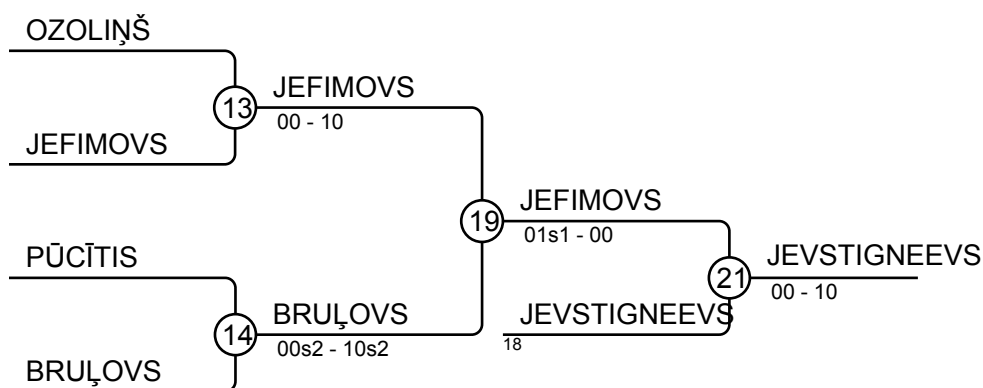 OZOLIŅŠ
13
JEFIMOVS
00 - 10
JEFIMOVS
19
JEFIMOVS
01s1 - 00
PŪCĪTIS
21
JEVSTIGNEEVS
00 - 10
14
BRUĻOVS
00s2 - 10s2
JEVSTIGNEEVS
18
BRUĻOVS